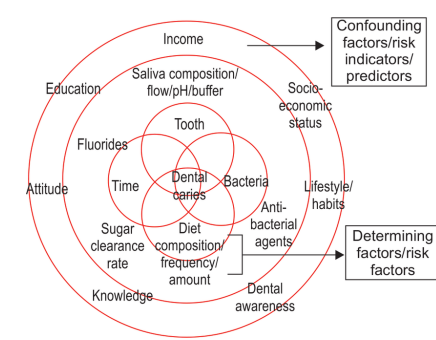 Income
Confounding
factors/risk
indicators/
predictors
Saliva composition/
flow/pH/buffer
Education
Socio-
economic
status
Tooth
Fluorides
Attitude
Time
Dental
caries
Bacteria
Lifestyle/
habits
Anti-
bacterial
agents
Sugar
clearance
rate
Diet
composition/
frequency/
amount
Determining
factors/risk
factors
Knowledge
Dental
awareness